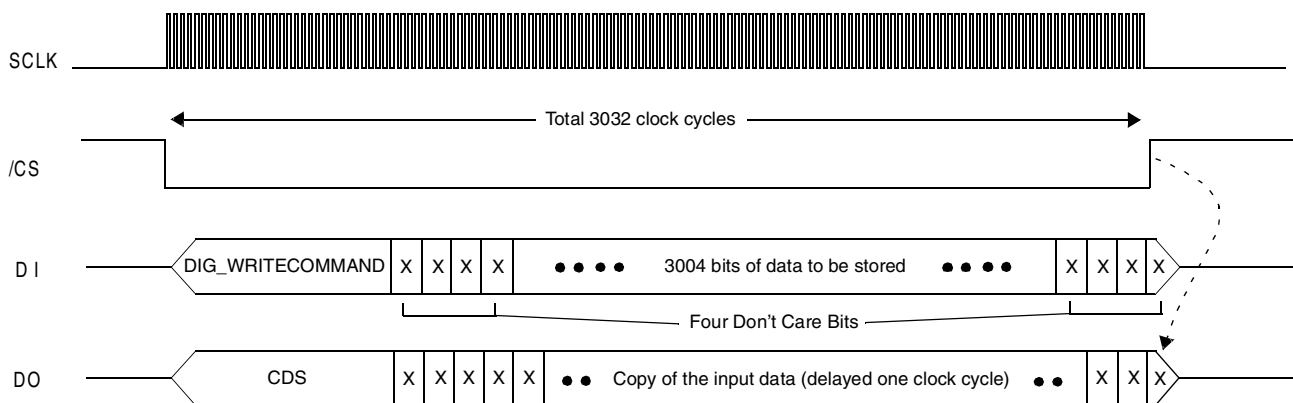 SCLK
Total 3032 clock cycles
/CS
DI DIG_WRITECOMMAND X X X X 3004 bits of data to be stored X X X X
Four Don't Care Bits
DO CDS X X X X X Copy of the input data (delayed one clock cycle) X X X